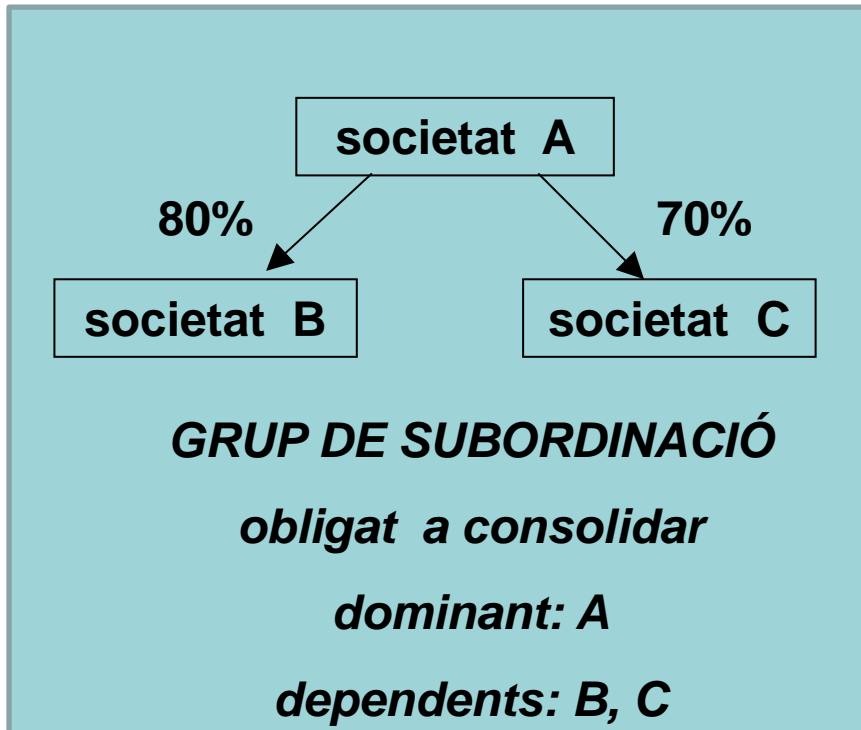 societat A
80%
70%
societat B
societat C
GRUP DE SUBORDINACIÓ
obligat a consolidar
dominant: A
dependents: B, C